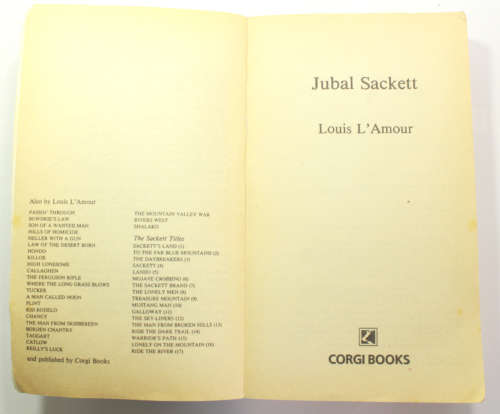 Also by Louis L'Amour
PASSIN' THROUGH
BOWDRIE'S LAW
SON OF A WANTED MAN
HILLS OF HOMICIDE
HELLER WITH A GUN
LAW OF THE DESERT BORN
HONDO
KILLOE
HIGH LONESOME
CALLAGHEN
THE FERGUSON RIFLE
WHERE THE LONG GRASS BLOWS
TUCKER
A MAN CALLED NOON
FLINT
KID RODELO
CHANCY
THE MAN FROM SKIBBEREEN
BRIGEN CHANTRY
TAGGART
CATLOW
REILLY'S LUCK
THE MOUNTAIN VALLEY WAR
RIVERS WEST
SHALAKO
The Sackett Titles
SACKETT'S LAND (1)
TO THE FAR BLUE MOUNTAINS (2)
THE DAYBREAKERS (3)
SACKETT (4)
LANDO (5)
MOJAVE CROSSING (6)
THE SACKETT BRAND (7)
THE LONELY MEN (8)
TREASURE MOUNTAIN (9)
MUSTANG MAN (10)
GALLOWAY (11)
THE SKY-LINERS (12)
THE MAN FROM BROKEN HILLS (13)
RIDE THE DARK TRAIL (14)
WARRIOR'S PATH (15)
LONELY ON THE MOUNTAIN (16)
RIDE THE RIVER (17)
and published by Corgi Books
Jubal Sackett
Louis L'Amour
CORGI BOOKS